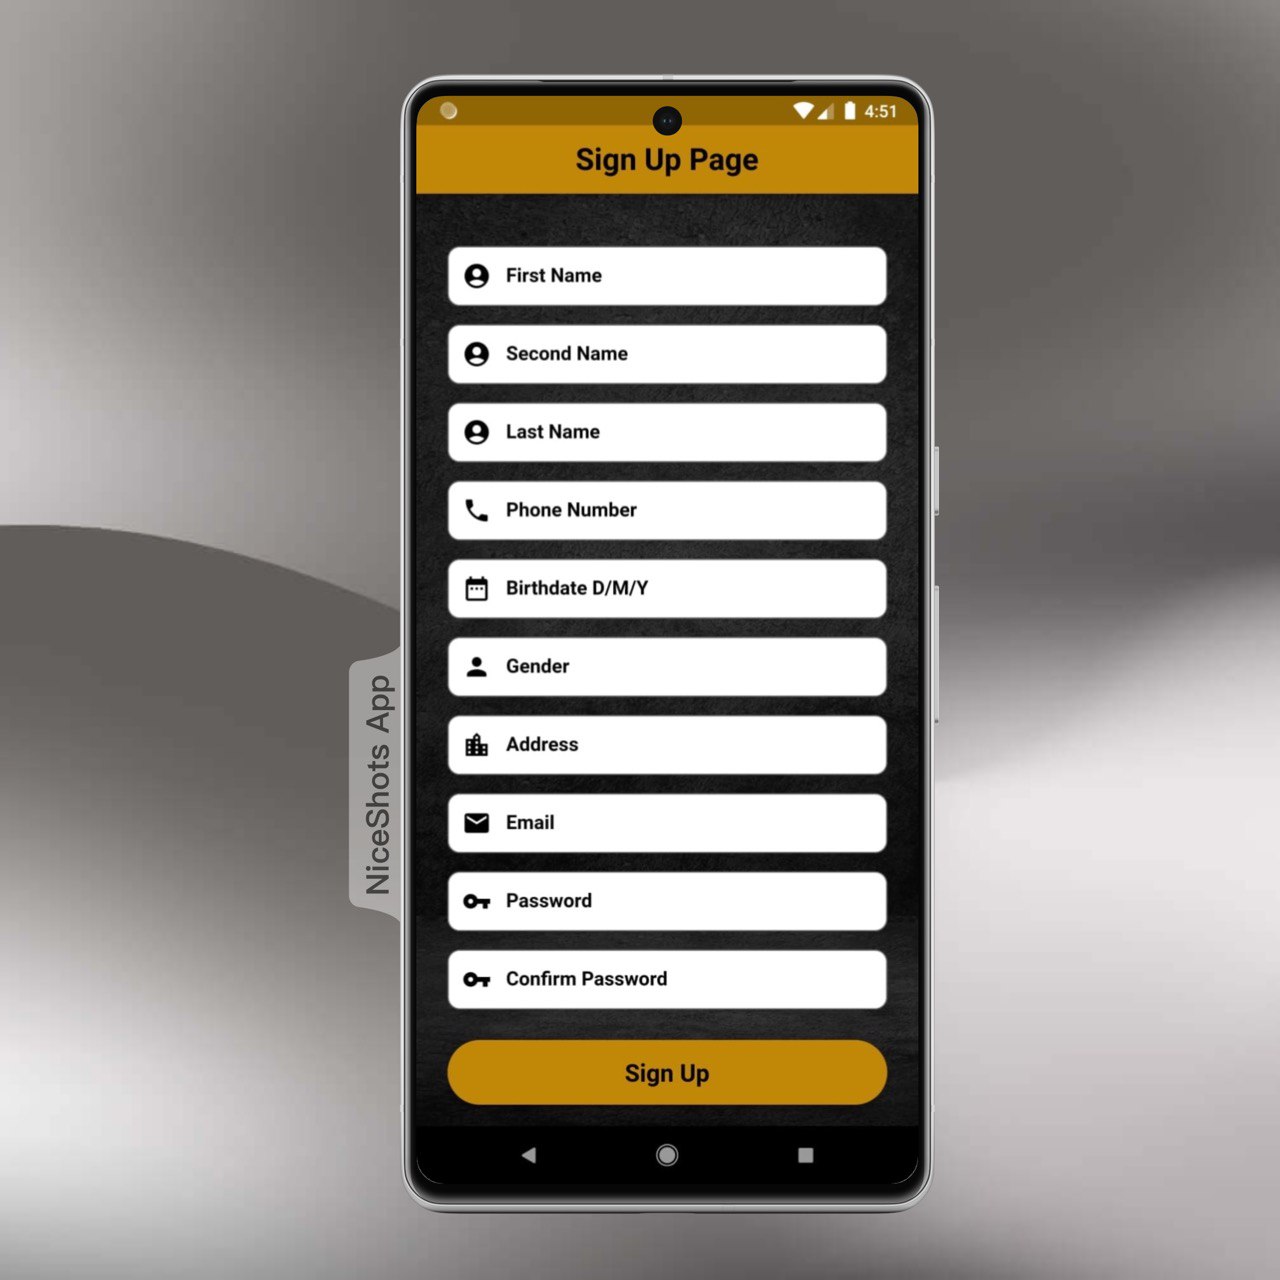 4:51
Sign Up Page
First Name
Second Name
Last Name
Phone Number
Birthdate D/M/Y
Gender
Address
Email
Password
Confirm Password
Sign Up
NiceShots App